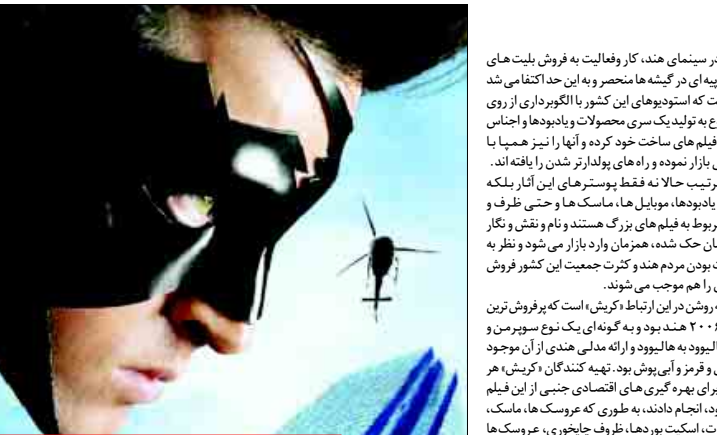 در سینمای هند، کار وفعالیت به فروش بلیت های
پیه ای در گیشه ها منحصر و به این حد اکتفا می شد
ت که استودیوهای این کشور با الگوبرداری از روی
وع به تولید یک سری محصولات و یادبودها و اجناس
فیلم های ساخت خود کرده و آنها را نیز همپا با
ی بازار نموده و راه های پولدارتر شدن را یافته اند.
رتیب حالا نه فقط پوسترهای این آثار بلکه
یادبودها، موبایل ها، ماسک ها و حتی ظرف و
ربوط به فیلم های بزرگ هستند و نام و نقش و نگار
ان حک شده، همزمان وارد بازار می شود و نظر به
ت بودن مردم هند و کثرت جمعیت این کشور فروش
ی را هم موجب می شوند.
ه روشن در این ارتباط «کریش» است که پرفروش ترین
۲۰۰۶ هند بود و به گونه ای یک نوع سوپرمن و
الیوود به هالیوود و ارائه مدلی هندی از آن موجود
ی و قرمز و آبی پوش بود. تهیه کنندگان «کریش» هر
برای بهره گیری های اقتصادی جنبی از این فیلم
ود، انجام دادند، به طوری که عروسک ها، ماسک،
ت، اسکیت بوردها، ظروف چایخوری، عروسک ها